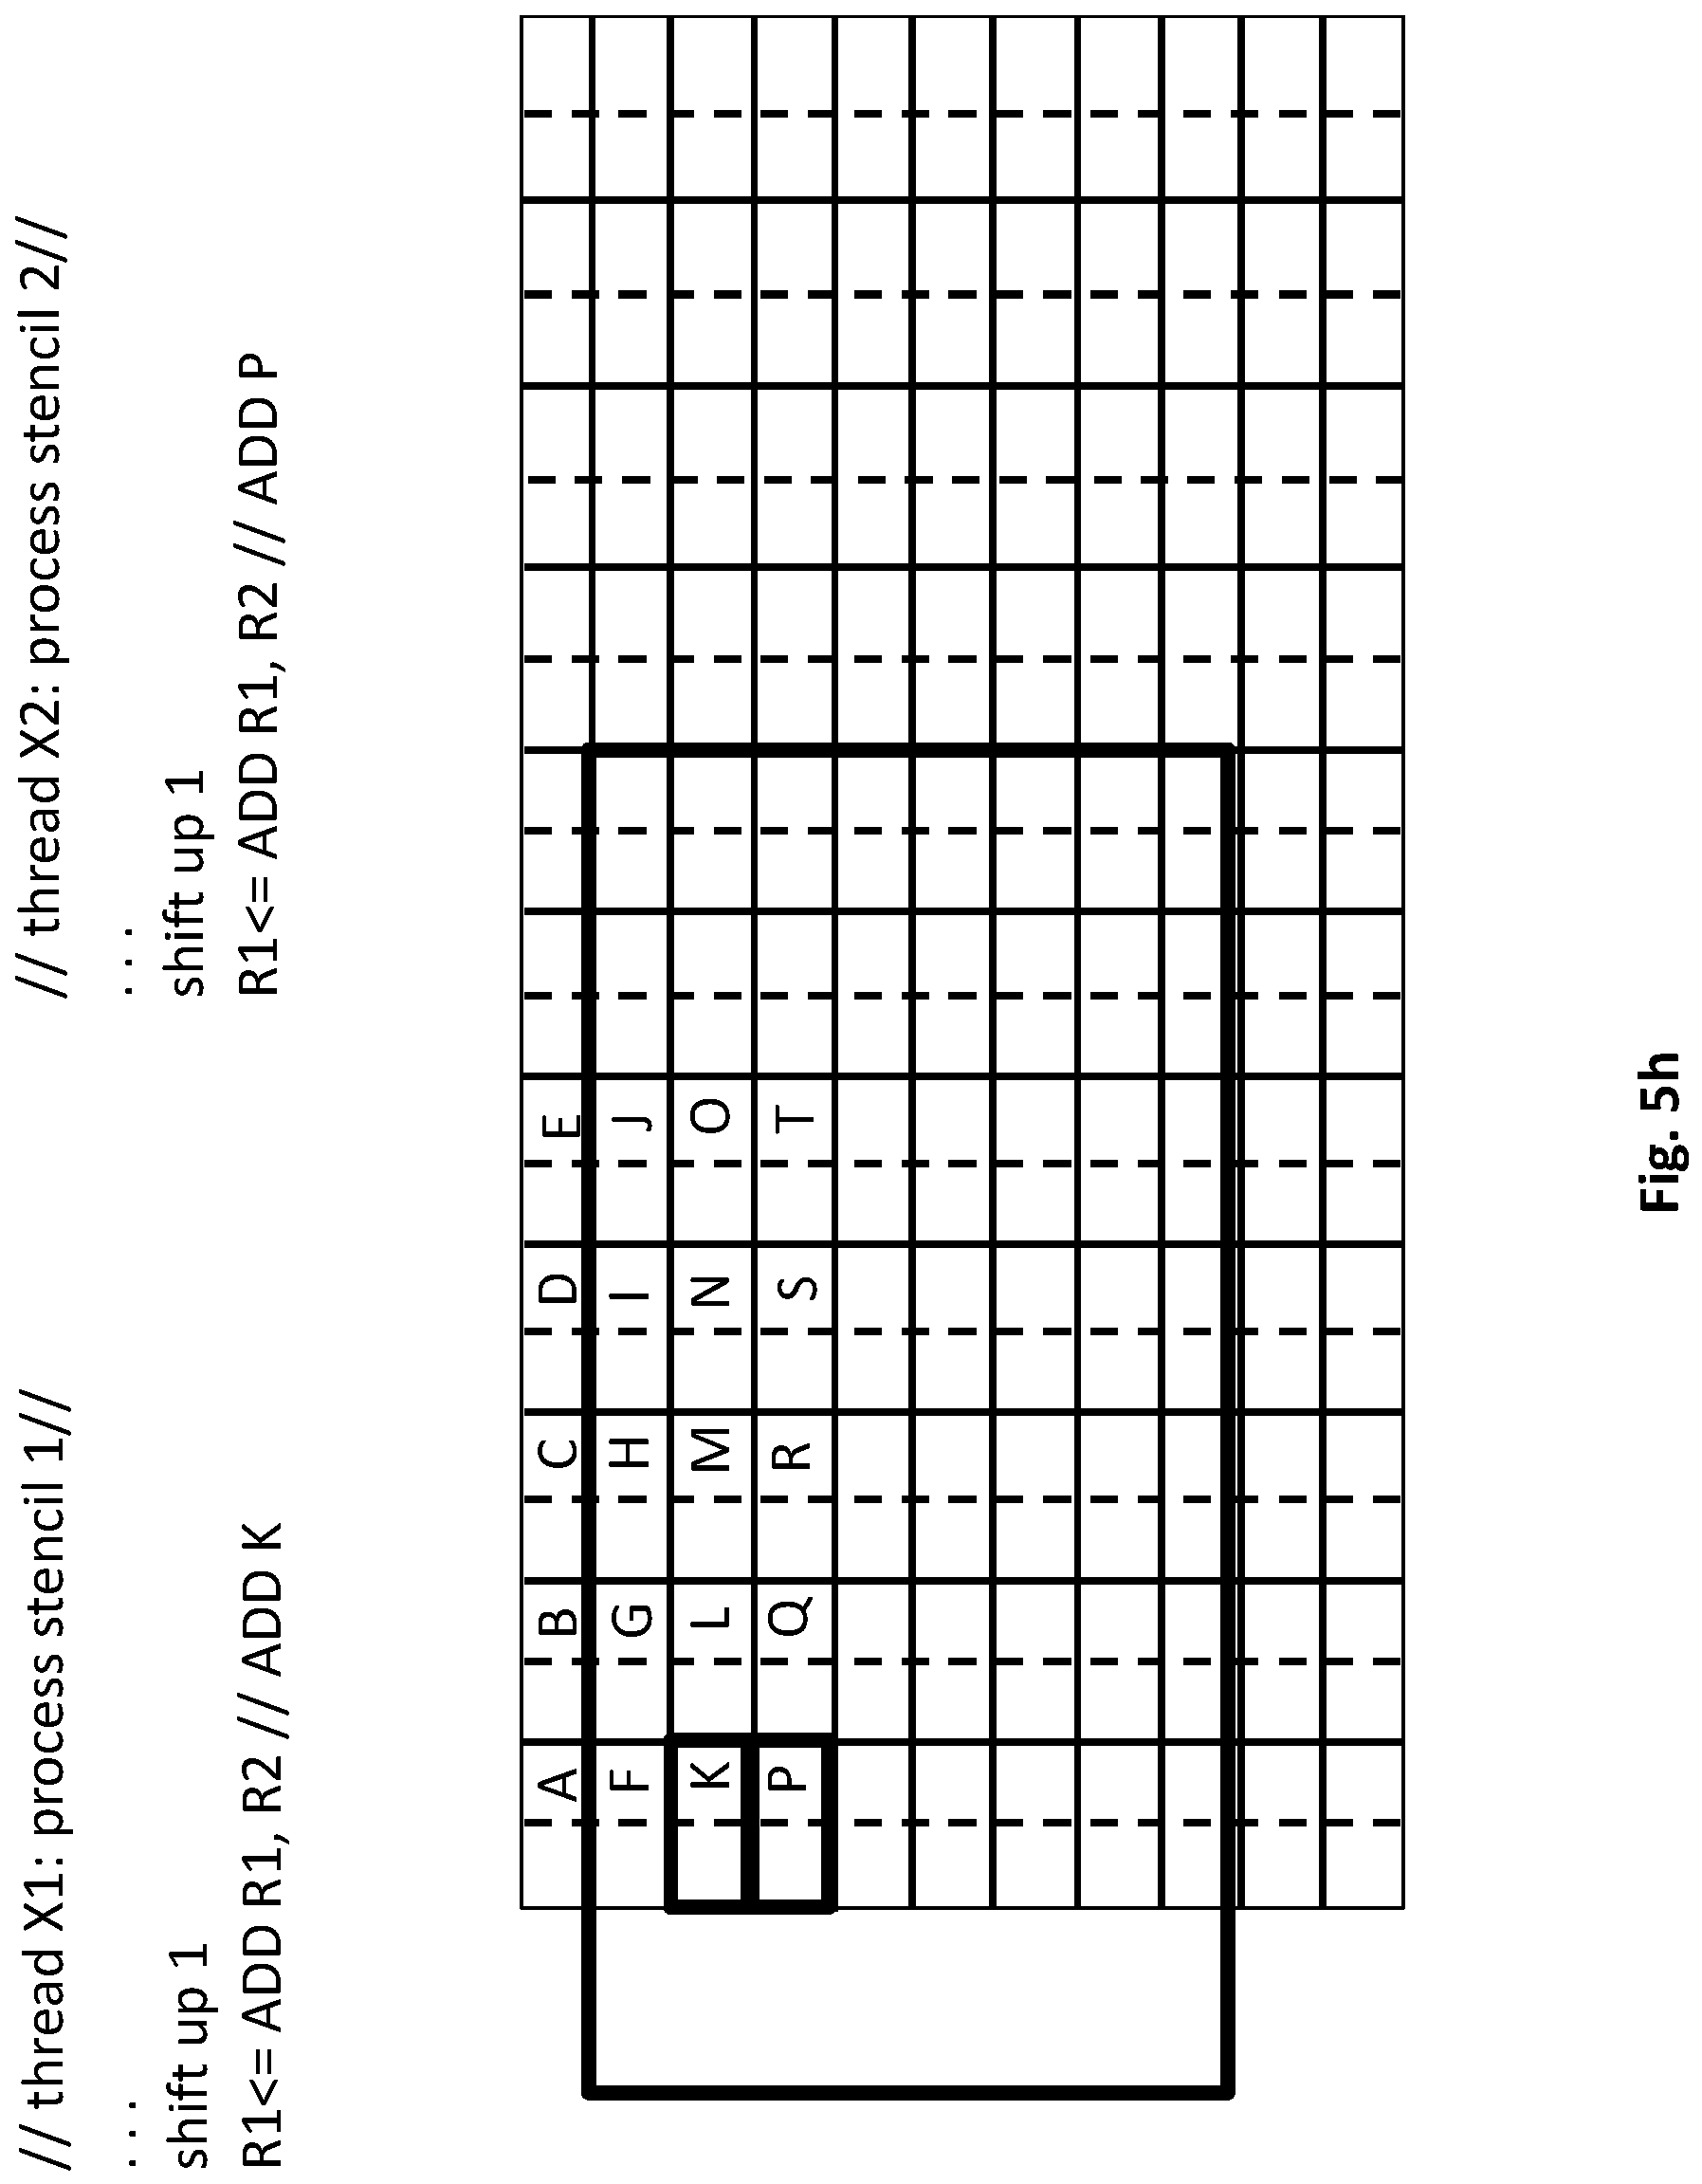 // thread X1: process stencil 1//
. . .
shift up 1
R1<= ADD R1, R2 // ADD K
// thread X2: process stencil 2//
. . .
shift up 1
R1<= ADD R1, R2 // ADD P
A B C D E
F G H I J
K L M N O
P Q R S T
Fig. 5h